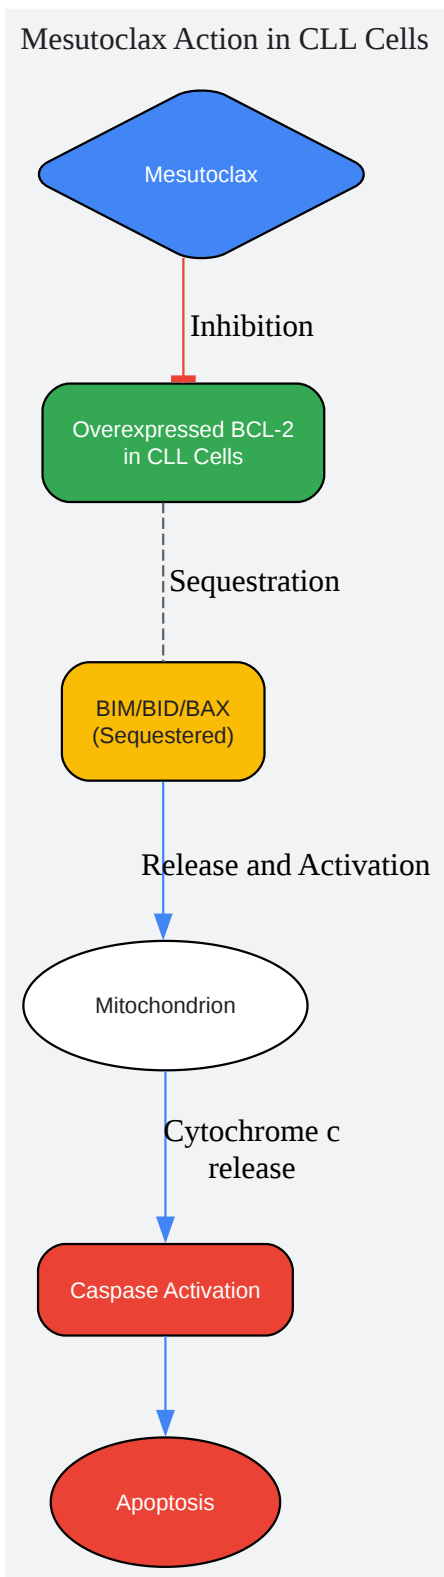 Mesutoclax Action in CLL Cells
Mesutoclax
Inhibition
Overexpressed BCL-2
in CLL Cells
Sequestration
BIM/BID/BAX
(Sequestered)
Release and Activation
Mitochondrion
Cytochrome c
release
Caspase Activation
Apoptosis